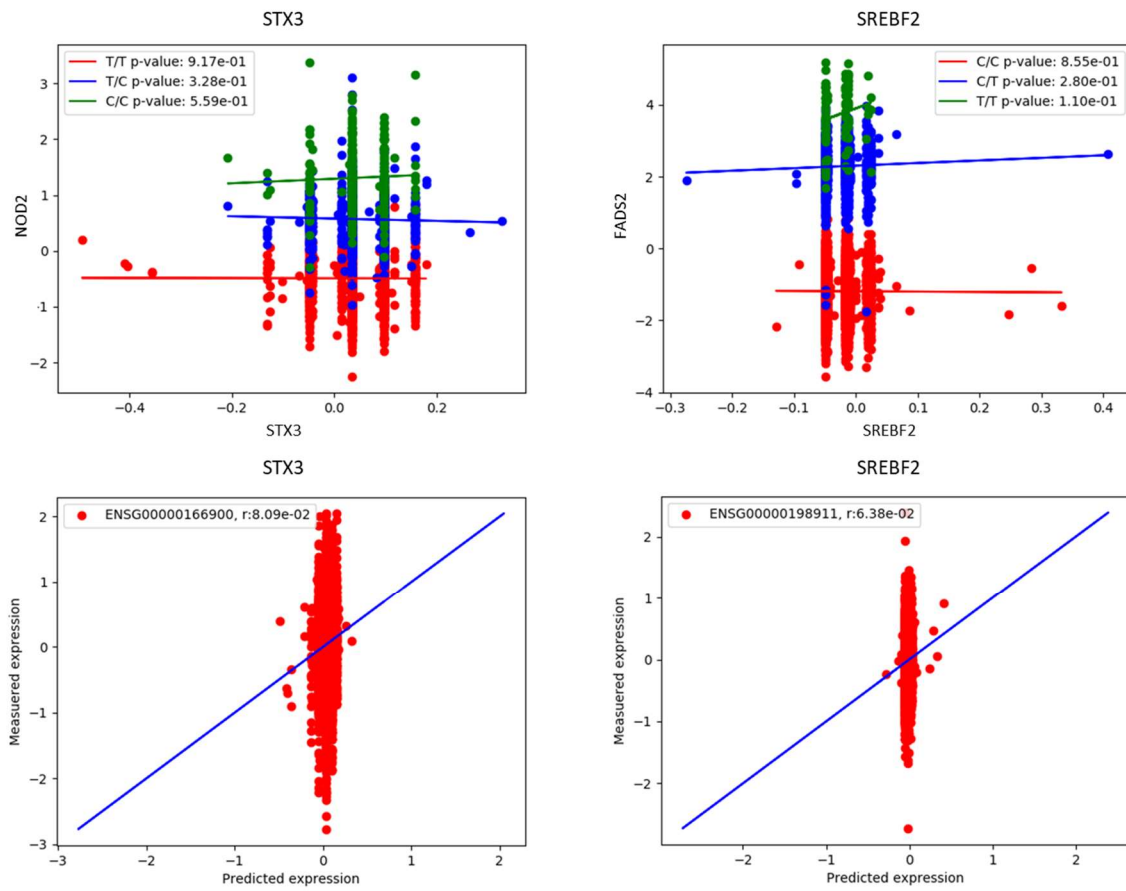 STX3
T/T p-value: 9.17e-01
T/C p-value: 3.28e-01
C/C p-value: 5.59e-01
NOD2
3
2
1
0
·1
−2
−0.4
−0.2
0.0
0.2
STX3
SREBF2
C/C p-value: 8.55e-01
C/T p-value: 2.80e-01
T/T p-value: 1.10e-01
FADS2
4
2
0
−2
−4
−0.3
−0.1
0.0
0.1
0.2
0.3
0.4
SREBF2
STX3
ENSG00000166900, r:8.09e-02
Measuered expression
2
1
0
−1
−2
−3
−3
−2
−1
0
1
2
Predicted expression
SREBF2
ENSG00000198911, r:6.38e-02
Measuered expression
2
1
0
−1
−2
−2
−1
0
1
2
Predicted expression